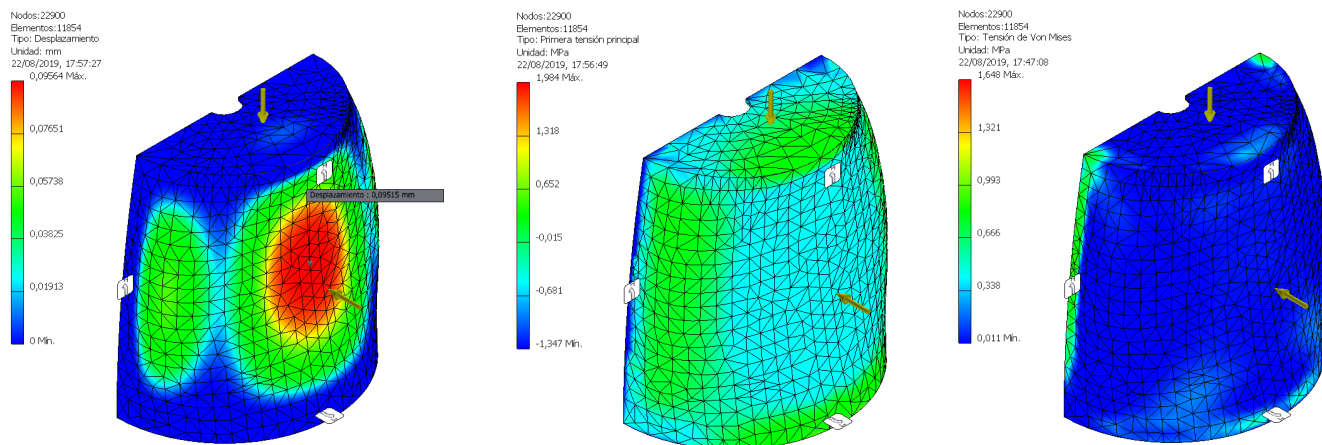 Nodos:22900
Elementos:11854
Tipo: Desplazamiento
Unidad: mm
22/08/2019, 17:57:27
0,09564 Máx.
0,07651
0,05738
0,03825
0,01913
0 Mín.
Desplazamiento : 0,09515 mm
Nodos:22900
Elementos:11854
Tipo: Primera tensión principal
Unidad: MPa
22/08/2019, 17:56:49
1,984 Máx.
1,318
0,652
-0,015
-0,681
-1,347 Mín.
Nodos:22900
Elementos:11854
Tipo: Tensión de Von Mises
Unidad: MPa
22/08/2019, 17:47:08
1,648 Máx.
1,321
0,993
0,666
0,338
0,011 Mín.